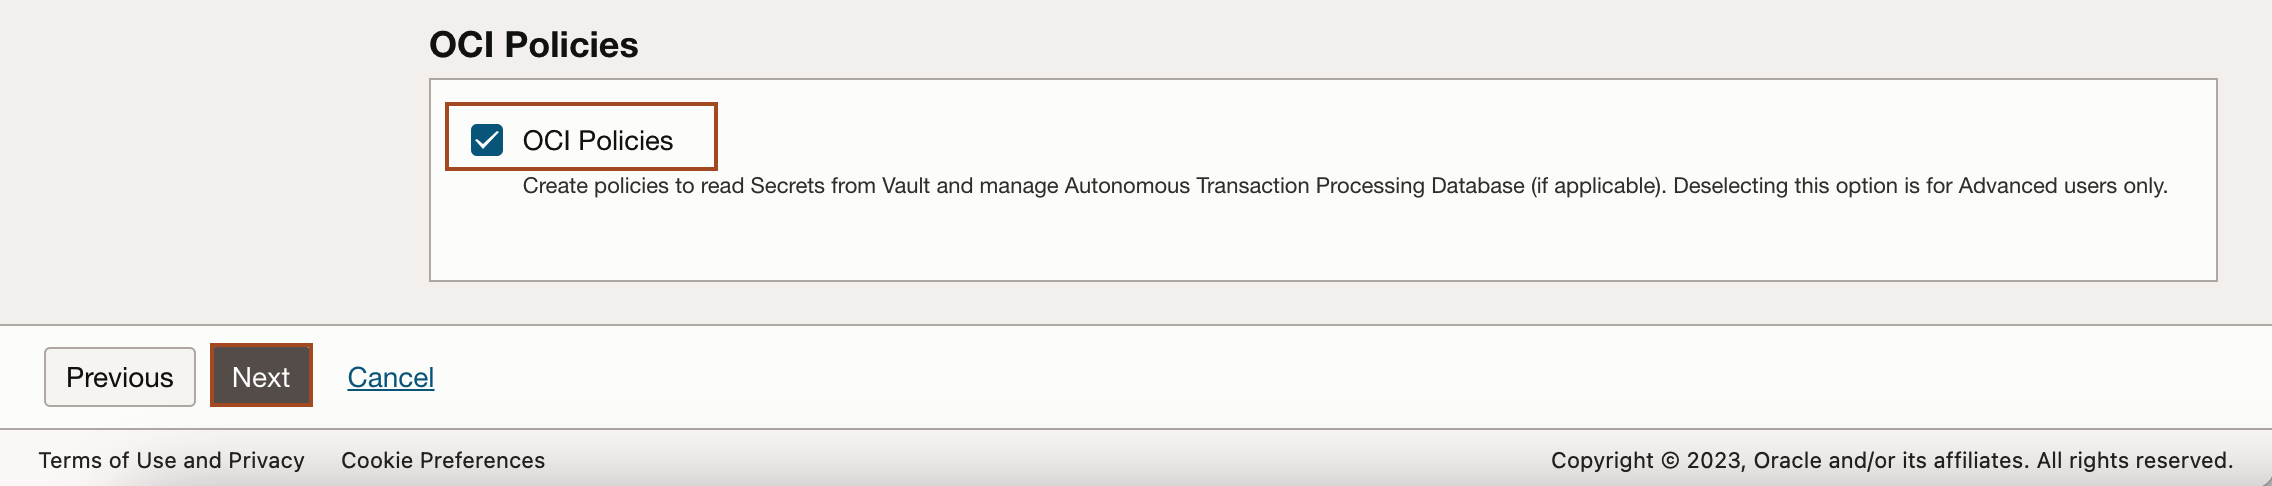 OCI Policies
OCI Policies
Create policies to read Secrets from Vault and manage Autonomous Transaction Processing Database (if applicable). Deselecting this option is for Advanced users only.
Previous Next Cancel
Terms of Use and Privacy Cookie Preferences Copyright © 2023, Oracle and/or its affiliates. All rights reserved.